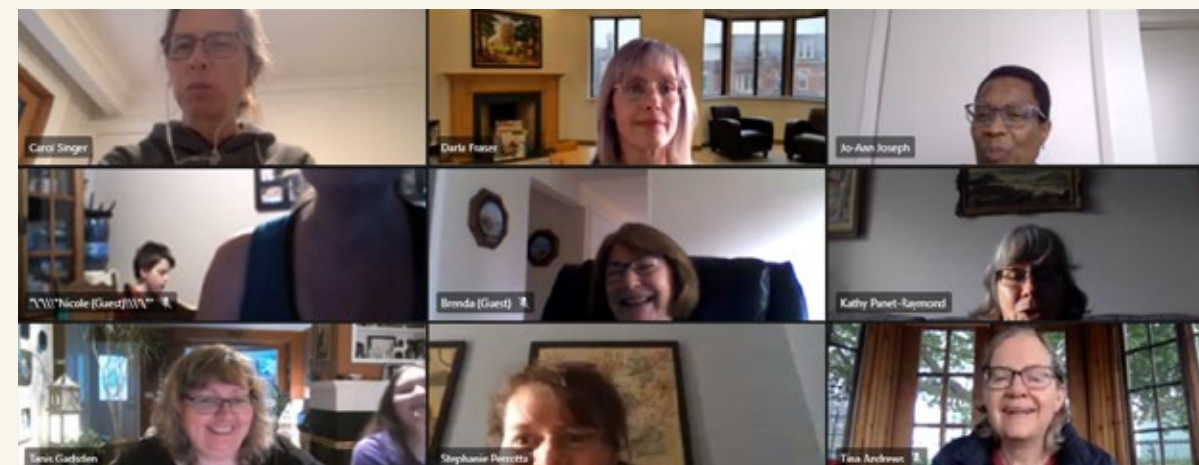 Carol Singer
Darla Fraser
Jo-Ann Joseph
"\"\\\"Nicole (Guest)\\\"\""
Brenda (Guest)
Kathy Panet-Raymond
Tanis Gadsden
Stephanie Perrotta
Tina Andrews